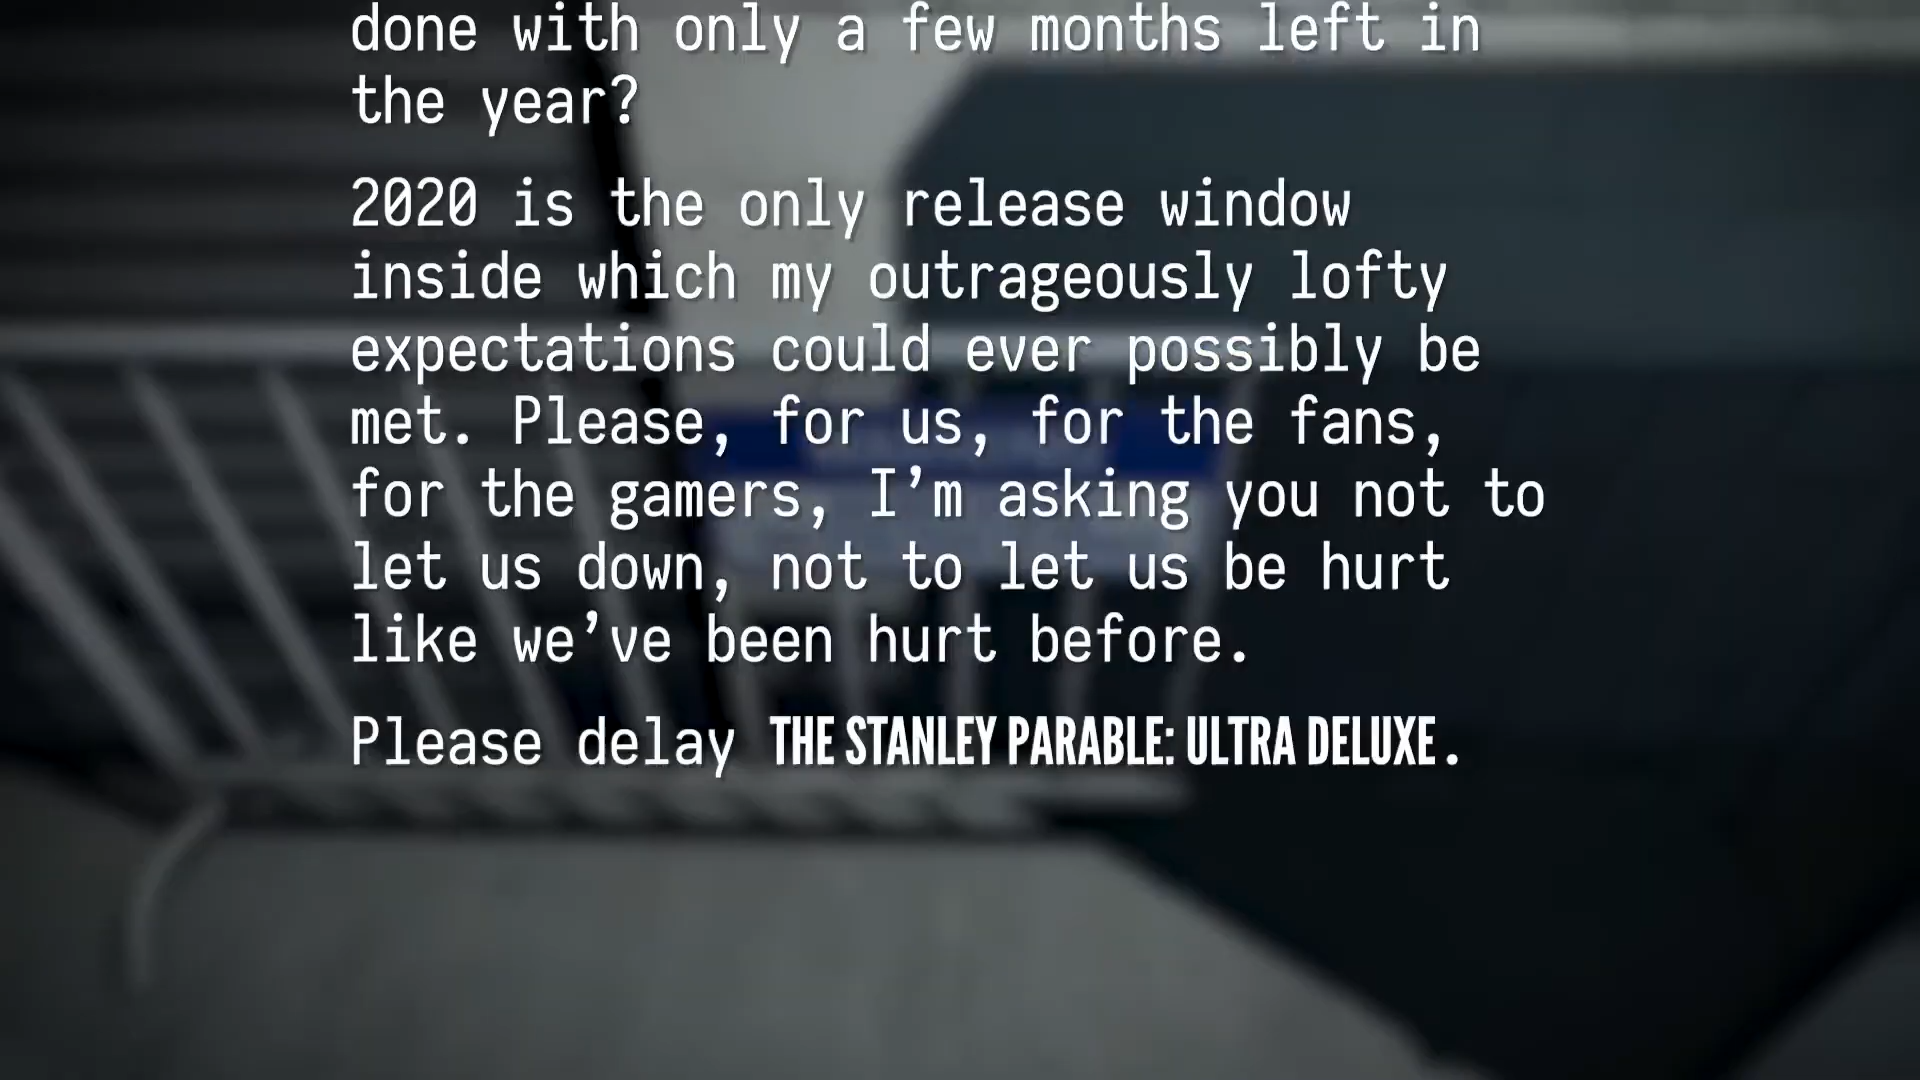 done with only a few months left in
the year?
2020 is the only release window
inside which my outrageously lofty
expectations could ever possibly be
met. Please, for us, for the fans,
for the gamers, I’m asking you not to
let us down, not to let us be hurt
like we’ve been hurt before.
Please delay THE STANLEY PARABLE: ULTRA DELUXE.